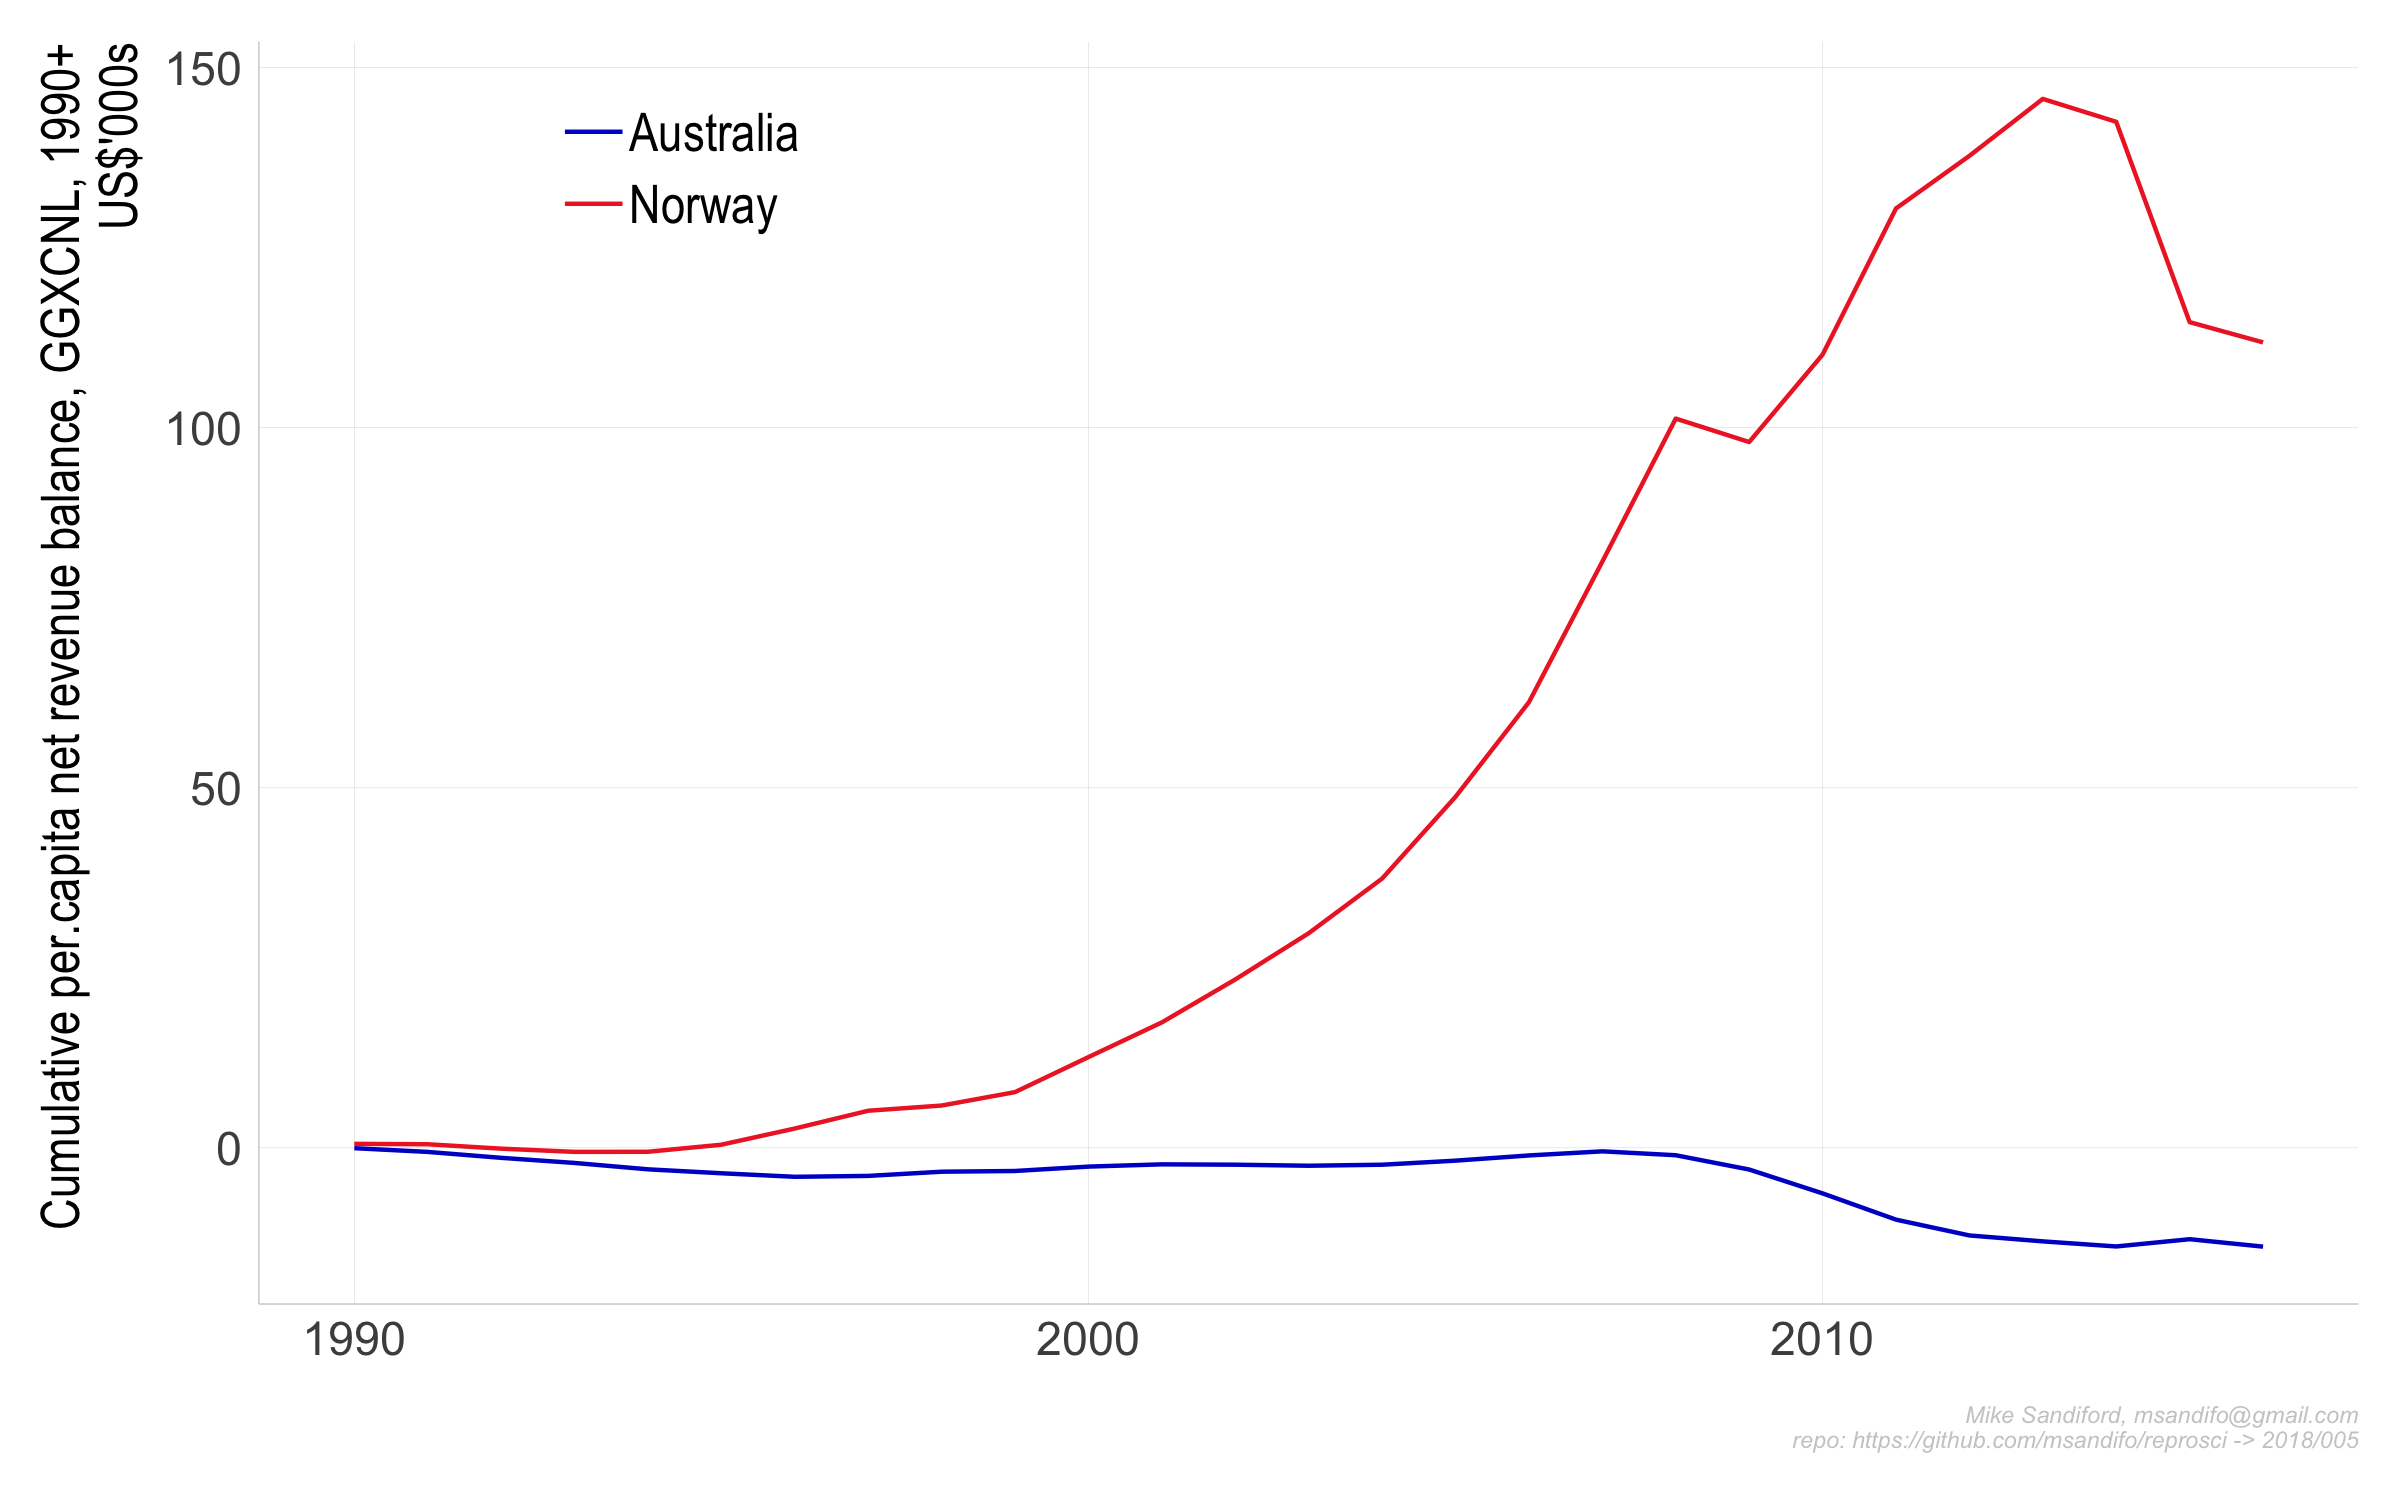 Cumulative per.capita net revenue balance, GGXCNL, 1990+
US$'000s
150
100
50
0
Australia
Norway
1990
2000
2010
Mike Sandiford, msandifo@gmail.com
repo: https://github.com/msandifo/reprosci -> 2018/005